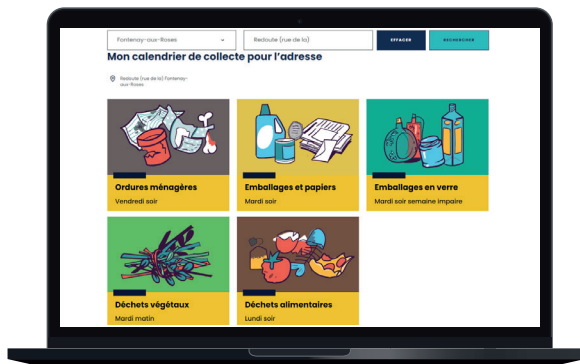 Fontenay-aux-Roses
Redoute (rue de la)
EFFACER
RECHERCHER
Mon calendrier de collecte pour l'adresse
Redoute (rue de la) Fontenay-
aux-Roses
Ordures ménagères
Vendredi soir
Emballages et papiers
Mardi soir
Emballages en verre
Mardi soir semaine impaire
Déchets végétaux
Mardi matin
Déchets alimentaires
Lundi soir